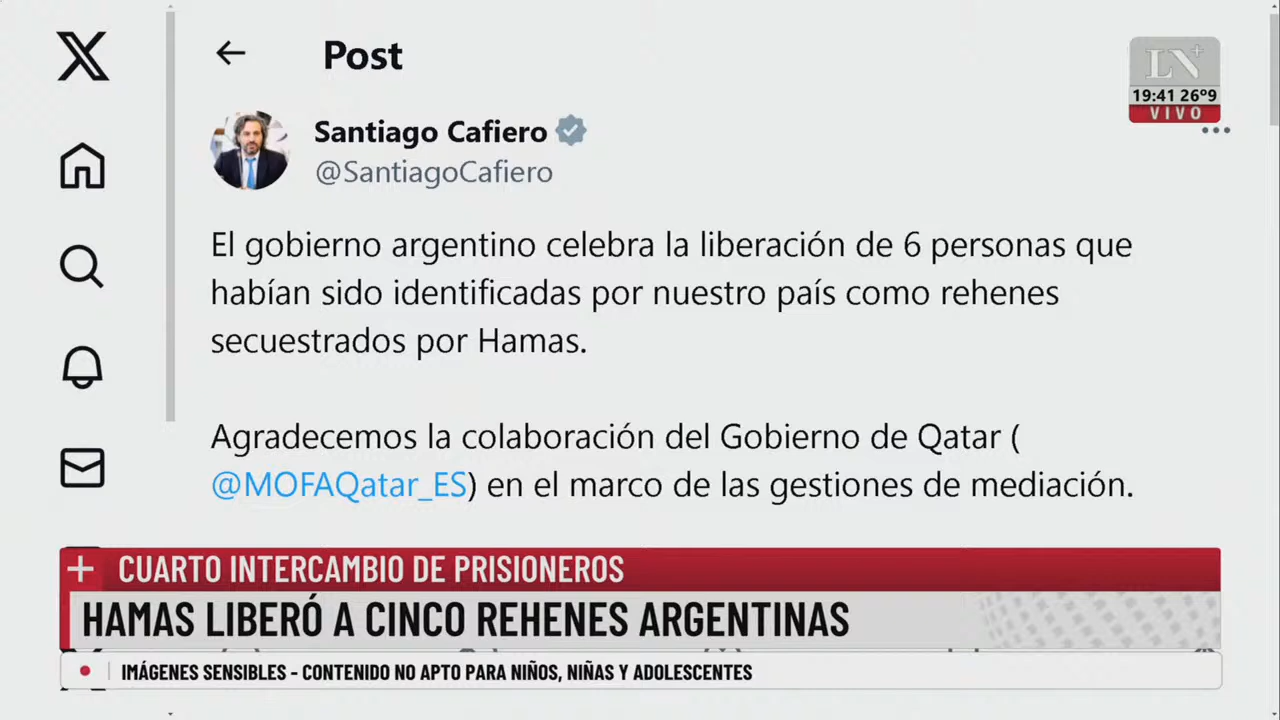 Post
LN+
19:41 26º9
VIVO
Santiago Cafiero
@SantiagoCafiero
El gobierno argentino celebra la liberación de 6 personas que
habían sido identificadas por nuestro país como rehenes
secuestrados por Hamas.
Agradecemos la colaboración del Gobierno de Qatar (
@MOFAQatar_ES) en el marco de las gestiones de mediación.
CUARTO INTERCAMBIO DE PRISIONEROS
HAMAS LIBERÓ A CINCO REHENES ARGENTINAS
IMÁGENES SENSIBLES - CONTENIDO NO APTO PARA NIÑOS, NIÑAS Y ADOLESCENTES